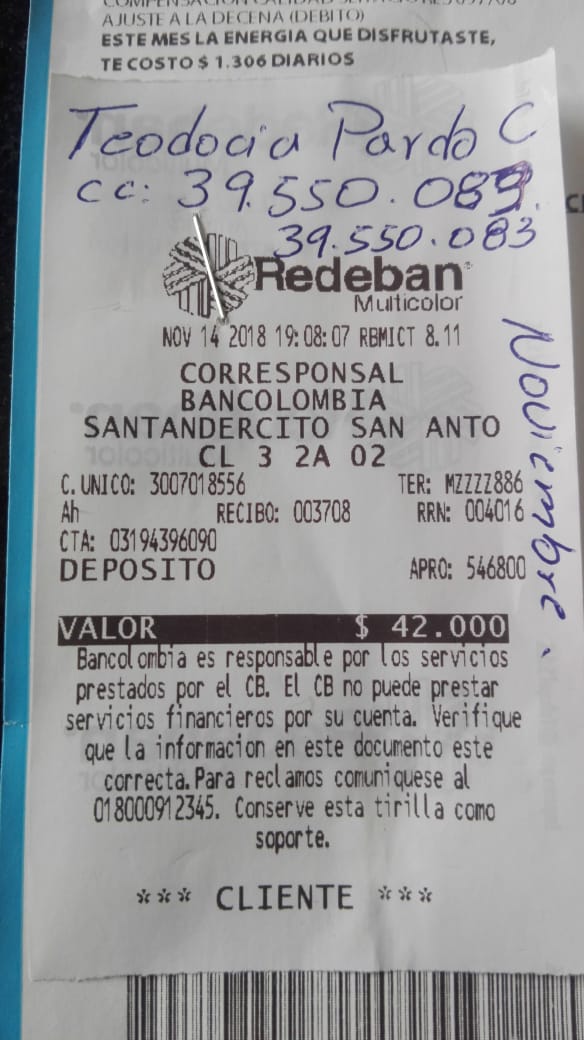 AJUSTE A LA DECENA (DEBITO)
ESTE MES LA ENERGIA QUE DISFRUTASTE,
TE COSTO $ 1.306 DIARIOS
Teodocia Pardo C
cc: 39.550.083.
39.550.083
Redeban
Multicolor
NOV 14 2018 19:08:07 RBMICT 8.11
CORRESPONSAL
BANCOLOMBIA
SANTANDERCITO SAN ANTO
CL 3 2A 02
C. UNICO: 3007018556 TER: MZZZZ886
Ah RECIBO: 003708 RRN: 004016
CTA: 03194396090
DEPOSITO APRO: 546800
VALOR $ 42.000
Bancolombia es responsable por los servicios
prestados por el CB. El CB no puede prestar
servicios financieros por su cuenta. Verifique
que la informacion en este documento este
correcta.Para reclamos comuniquese al
018000912345. Conserve esta tirilla como
soporte.
*** CLIENTE ***
Noviembre.